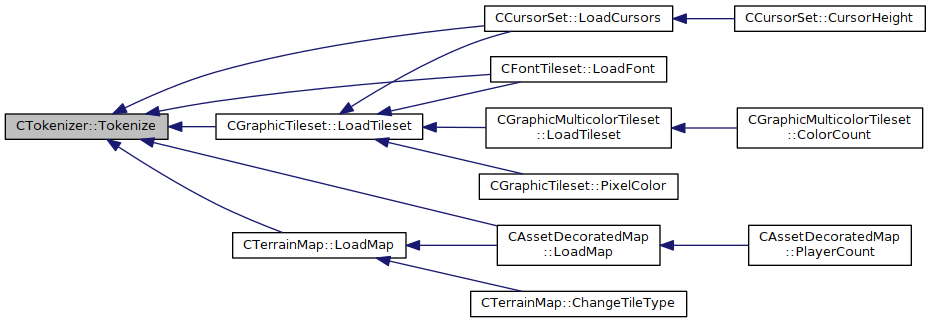 CTokenizer::Tokenize
CCursorSet::LoadCursors
CCursorSet::CursorHeight
CFontTileset::LoadFont
CGraphicTileset::LoadTileset
CGraphicMulticolorTileset
::LoadTileset
CGraphicMulticolorTileset
::ColorCount
CGraphicTileset::PixelColor
CTerrainMap::LoadMap
CAssetDecoratedMap
::LoadMap
CAssetDecoratedMap
::PlayerCount
CTerrainMap::ChangeTileType